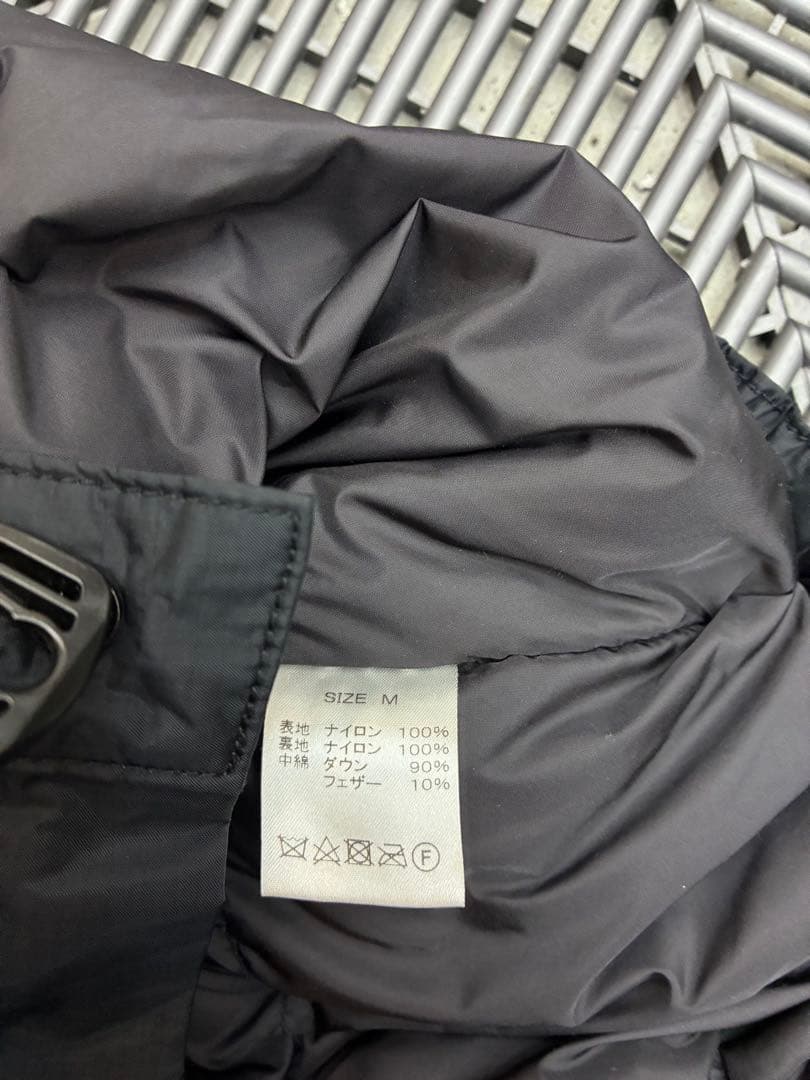 SIZE M
表地 ナイロン 100%
裏地 ナイロン 100%
中綿 ダウン 90%
フェザー 10%
F